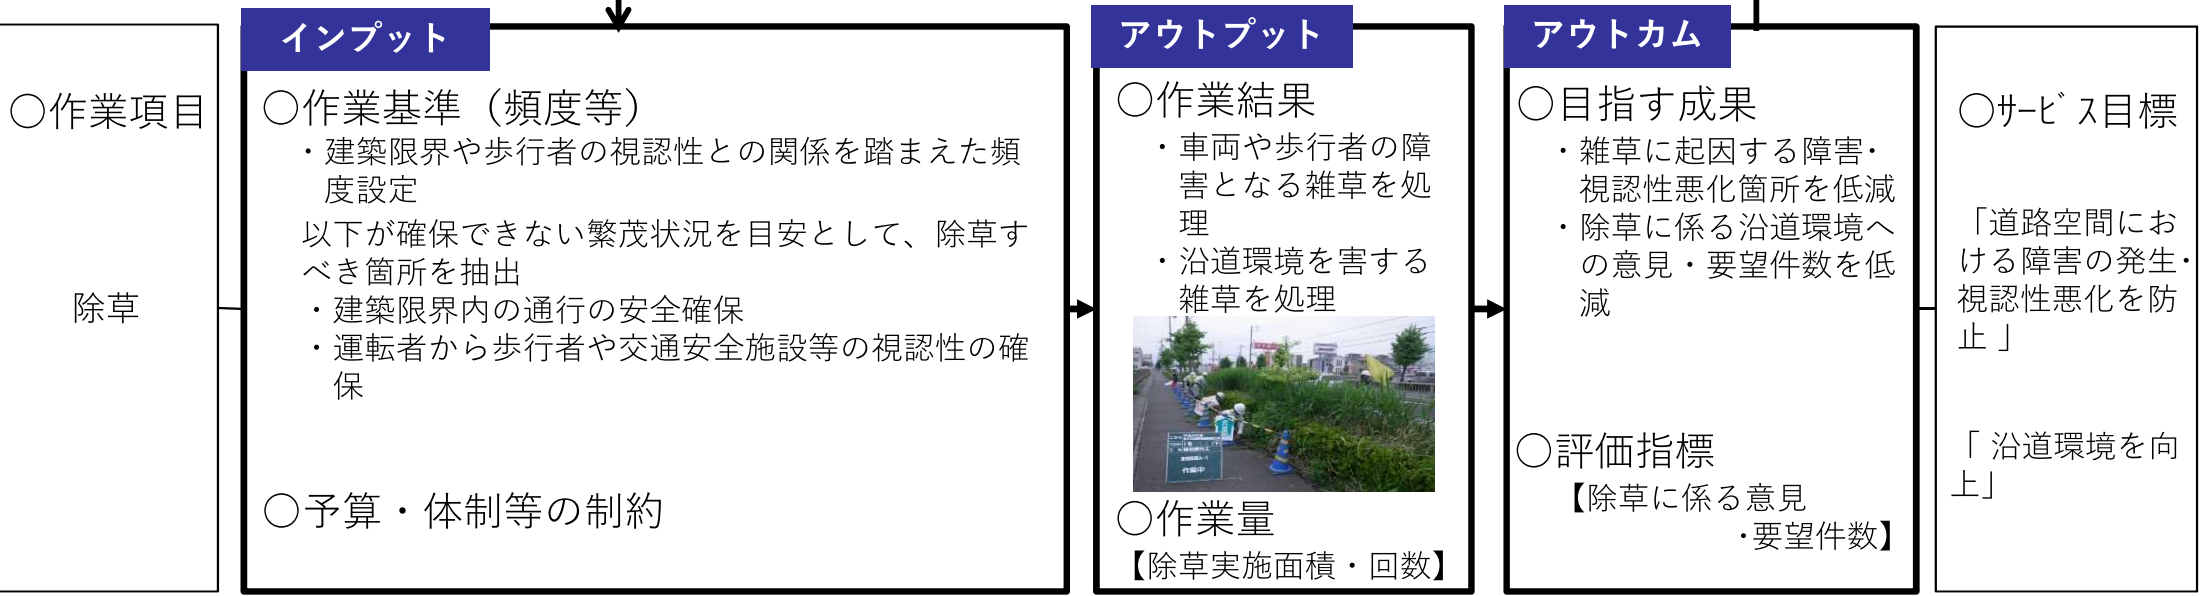 ○作業項目
除草
インプット
○作業基準（頻度等）
・建築限界や歩行者の視認性との関係を踏まえた頻
度設定
以下が確保できない繁茂状況を目安として、除草す
べき箇所を抽出
・建築限界内の通行の安全確保
・運転者から歩行者や交通安全施設等の視認性の確
保
○予算・体制等の制約
アウトプット
○作業結果
・車両や歩行者の障
害となる雑草を処
理
・沿道環境を害する
雑草を処理
作業中
○作業量
【除草実施面積・回数】
アウトカム
○目指す成果
・雑草に起因する障害・
視認性悪化箇所を低減
・除草に係る沿道環境へ
の意見・要望件数を低
減
○評価指標
【除草に係る意見
・要望件数】
○ｻｰﾋﾞｽ目標
「道路空間にお
ける障害の発生・
視認性悪化を防
止 」
「 沿道環境を向
上」